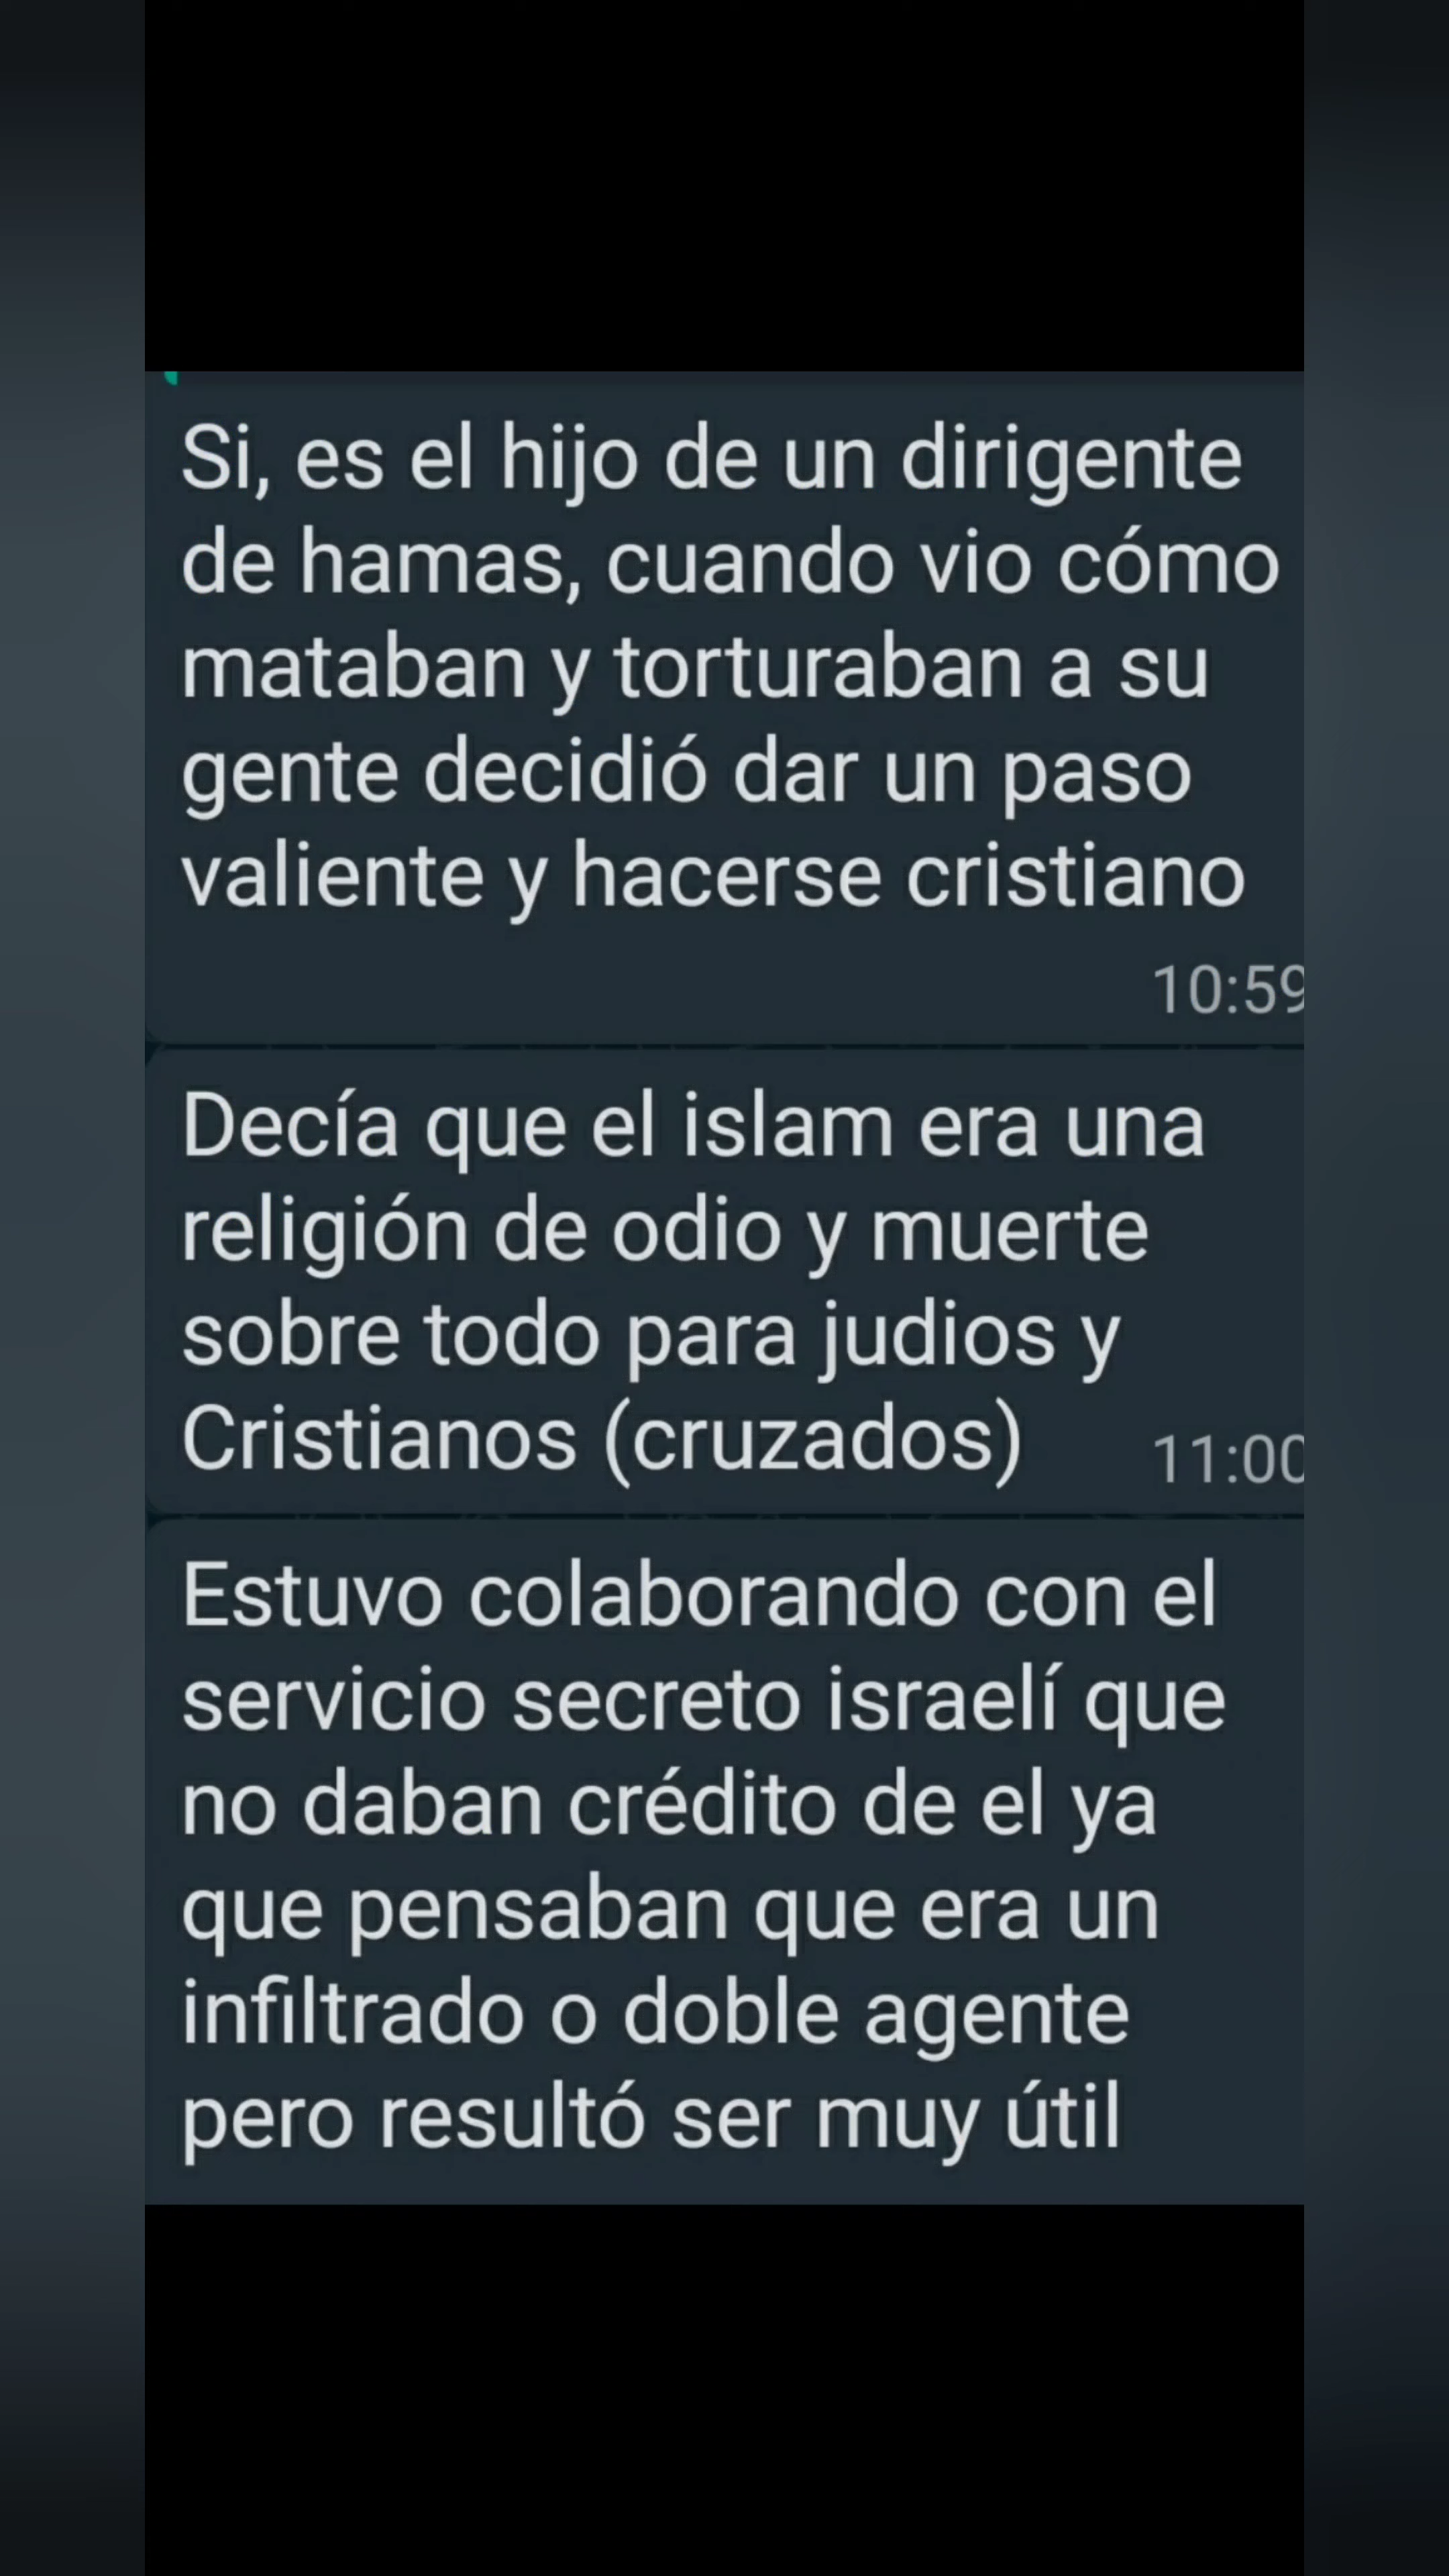 Si, es el hijo de un dirigente
de hamas, cuando vio cómo
mataban y torturaban a su
gente decidió dar un paso
valiente y hacerse cristiano
10:59
Decía que el islam era una
religión de odio y muerte
sobre todo para judios y
Cristianos (cruzados)
11:00
Estuvo colaborando con el
servicio secreto israelí que
no daban crédito de el ya
que pensaban que era un
infiltrado o doble agente
pero resultó ser muy útil